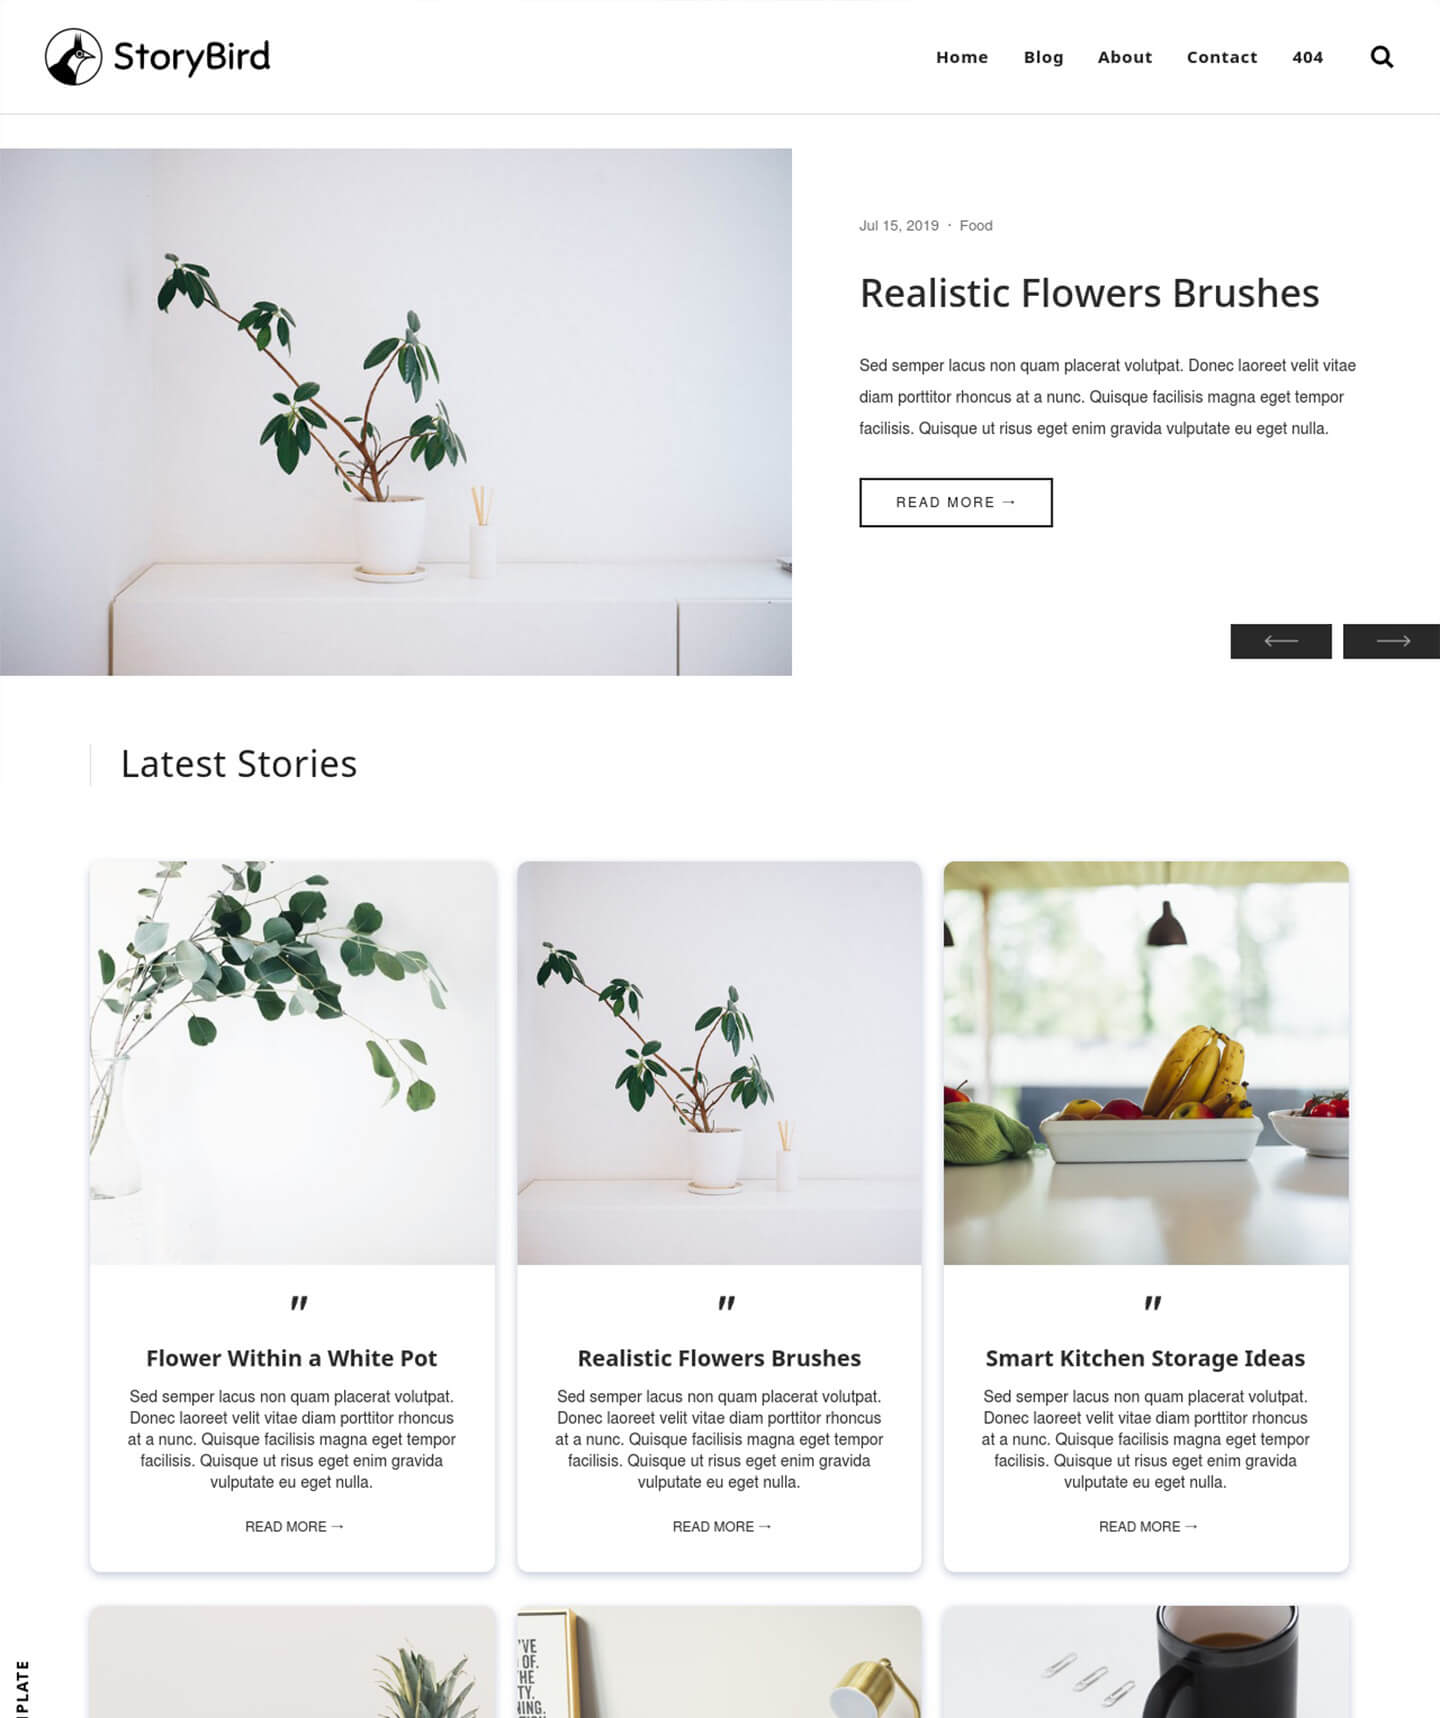 StoryBird
Home Blog About Contact 404
Jul 15, 2019 · Food
Realistic Flowers Brushes
Sed semper lacus non quam placerat volutpat. Donec laoreet velit vitae
diam porttitor rhoncus at a nunc. Quisque facilisis magna eget tempor
facilisis. Quisque ut risus eget enim gravida vulputate eu eget nulla.
READ MORE →
Latest Stories
"
Flower Within a White Pot
Sed semper lacus non quam placerat volutpat.
Donec laoreet velit vitae diam porttitor rhoncus
at a nunc. Quisque facilisis magna eget tempor
facilisis. Quisque ut risus eget enim gravida
vulputate eu eget nulla.
READ MORE →
"
Realistic Flowers Brushes
Sed semper lacus non quam placerat volutpat.
Donec laoreet velit vitae diam porttitor rhoncus
at a nunc. Quisque facilisis magna eget tempor
facilisis. Quisque ut risus eget enim gravida
vulputate eu eget nulla.
READ MORE →
"
Smart Kitchen Storage Ideas
Sed semper lacus non quam placerat volutpat.
Donec laoreet velit vitae diam porttitor rhoncus
at a nunc. Quisque facilisis magna eget tempor
facilisis. Quisque ut risus eget enim gravida
vulputate eu eget nulla.
READ MORE →
'VE
OF.
HE
TY.
NING.